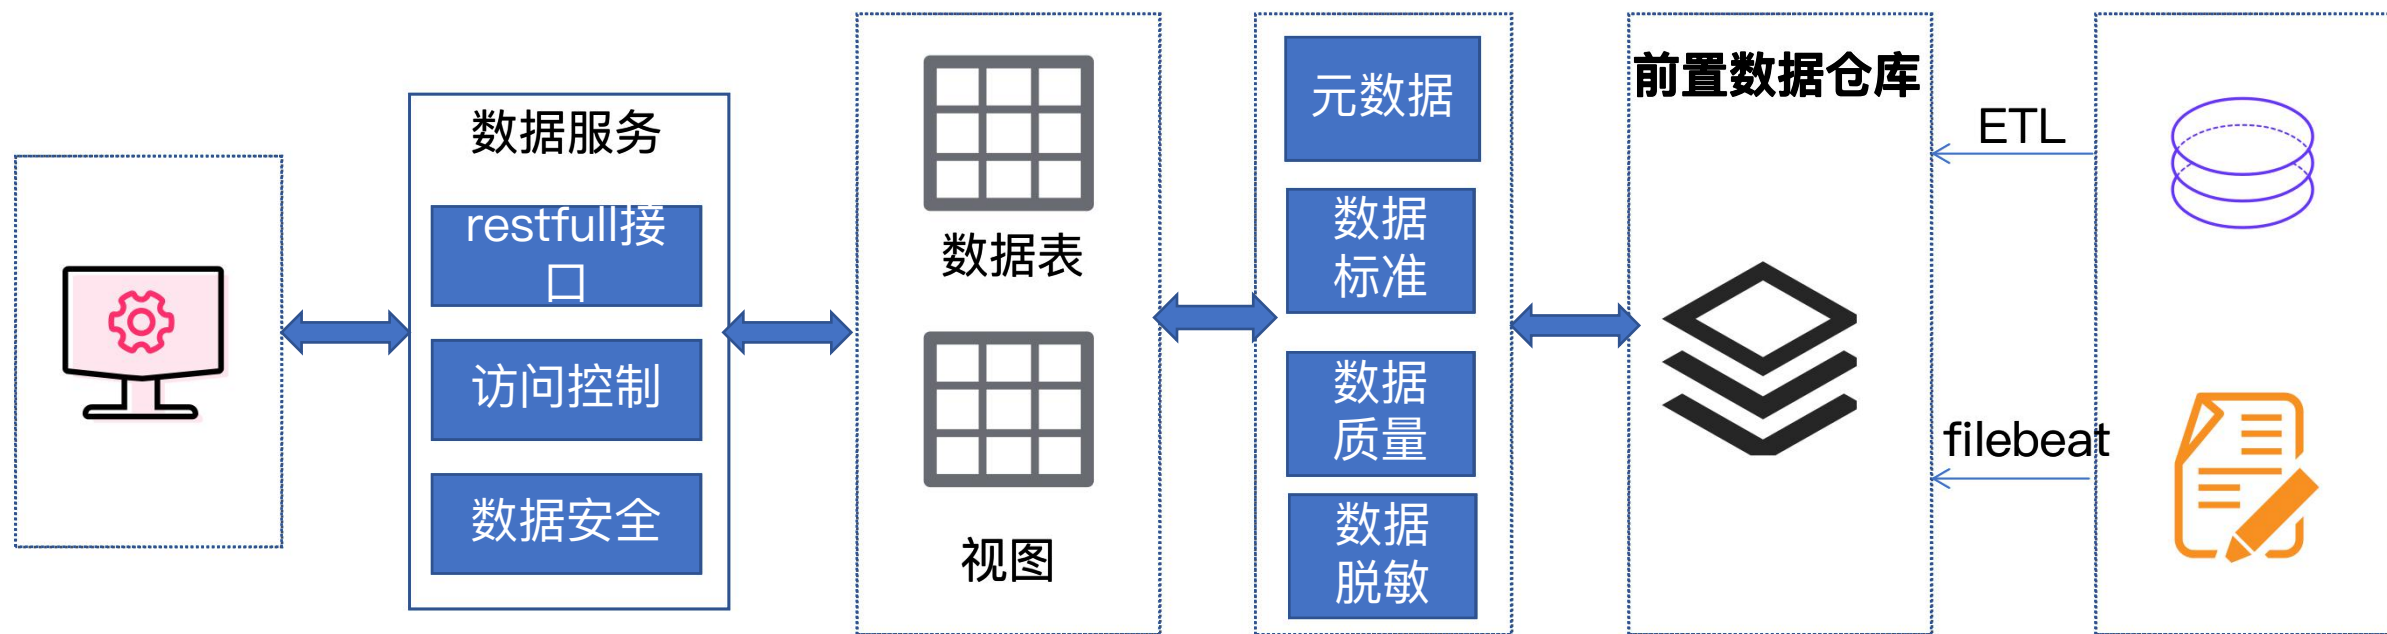 数据服务
restfull接
口
访问控制
数据安全
数据表
视图
元数据
数据
标准
数据
质量
数据
脱敏
前置数据仓库
ETL
filebeat